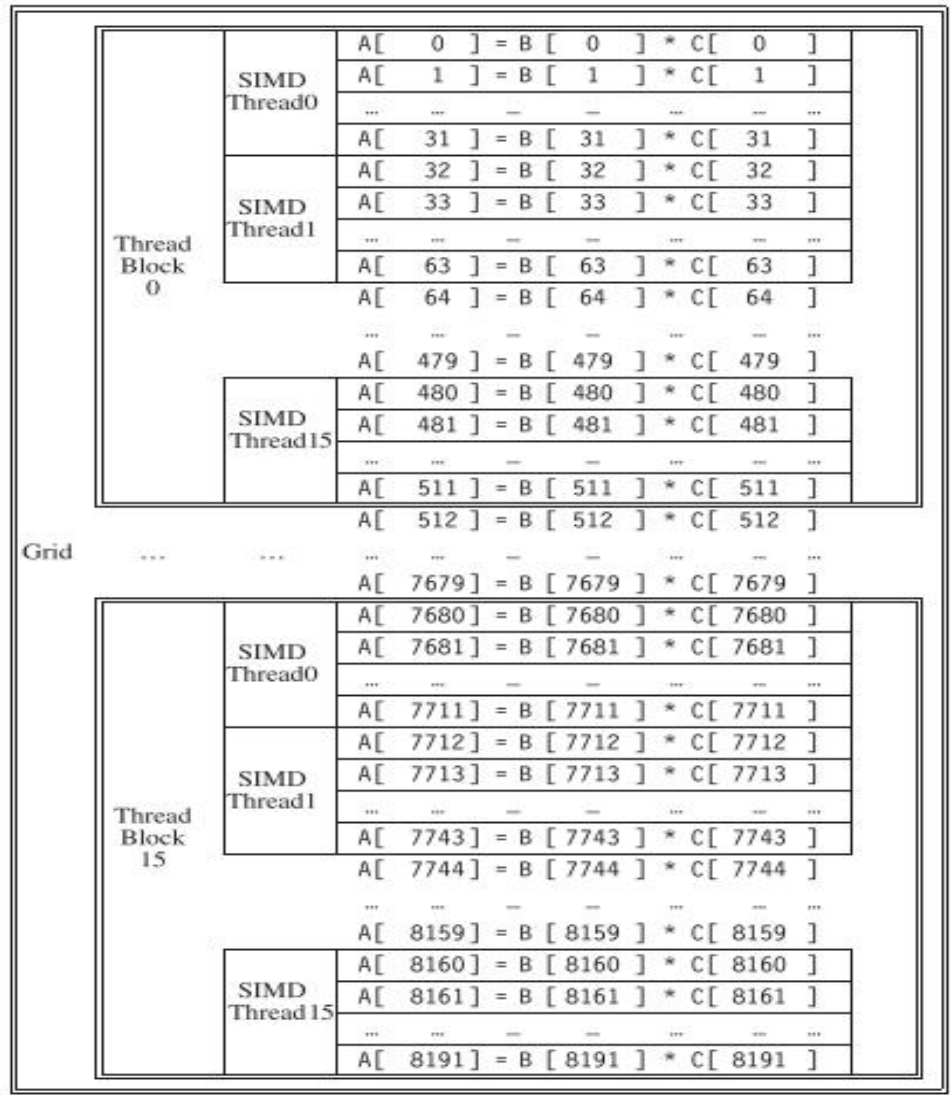 A[ 0 ] = B [ 0 ] * C[ 0 ]
SIMD Thread0 A[ 1 ] = B [ 1 ] * C[ 1 ]
... ... ... ... ... ... ...
A[ 31 ] = B [ 31 ] * C[ 31 ]
A[ 32 ] = B [ 32 ] * C[ 32 ]
SIMD Thread1 A[ 33 ] = B [ 33 ] * C[ 33 ]
... ... ... ... ... ... ...
Thread Block 0 A[ 63 ] = B [ 63 ] * C[ 63 ]
A[ 64 ] = B [ 64 ] * C[ 64 ]
... ... ... ... ... ... ...
A[ 479 ] = B [ 479 ] * C[ 479 ]
A[ 480 ] = B [ 480 ] * C[ 480 ]
SIMD Thread15 A[ 481 ] = B [ 481 ] * C[ 481 ]
... ... ... ... ... ... ...
A[ 511 ] = B [ 511 ] * C[ 511 ]
A[ 512 ] = B [ 512 ] * C[ 512 ]
Grid ... ... ... ... ... ... ... ... ...
A[ 7679] = B [ 7679 ] * C[ 7679 ]
A[ 7680] = B [ 7680 ] * C[ 7680 ]
SIMD Thread0 A[ 7681] = B [ 7681 ] * C[ 7681 ]
... ... ... ... ... ... ...
A[ 7711] = B [ 7711 ] * C[ 7711 ]
A[ 7712] = B [ 7712 ] * C[ 7712 ]
SIMD Thread1 A[ 7713] = B [ 7713 ] * C[ 7713 ]
... ... ... ... ... ... ...
Thread Block 15 A[ 7743] = B [ 7743 ] * C[ 7743 ]
A[ 7744] = B [ 7744 ] * C[ 7744 ]
... ... ... ... ... ... ...
A[ 8159] = B [ 8159 ] * C[ 8159 ]
A[ 8160] = B [ 8160 ] * C[ 8160 ]
SIMD Thread15 A[ 8161] = B [ 8161 ] * C[ 8161 ]
... ... ... ... ... ... ...
A[ 8191] = B [ 8191 ] * C[ 8191 ]